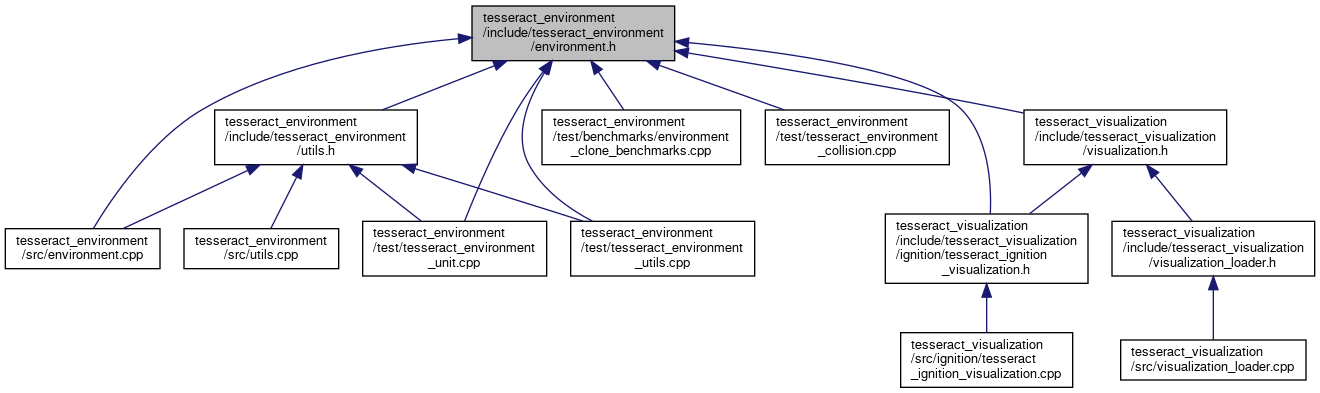 tesseract_environment
/include/tesseract_environment
/environment.h
tesseract_environment
/include/tesseract_environment
/utils.h
tesseract_environment
/test/benchmarks/environment
_clone_benchmarks.cpp
tesseract_environment
/test/tesseract_environment
_collision.cpp
tesseract_visualization
/include/tesseract_visualization
/visualization.h
tesseract_environment
/src/environment.cpp
tesseract_environment
/src/utils.cpp
tesseract_environment
/test/tesseract_environment
_unit.cpp
tesseract_environment
/test/tesseract_environment
_utils.cpp
tesseract_visualization
/include/tesseract_visualization
/ignition/tesseract_ignition
_visualization.h
tesseract_visualization
/include/tesseract_visualization
/visualization_loader.h
tesseract_visualization
/src/ignition/tesseract
_ignition_visualization.cpp
tesseract_visualization
/src/visualization_loader.cpp